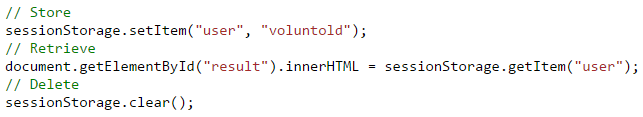 // Store
sessionStorage.setItem("user", "voluntold");
// Retrieve
document.getElementById("result").innerHTML = sessionStorage.getItem("user");
// Delete
sessionStorage.clear();